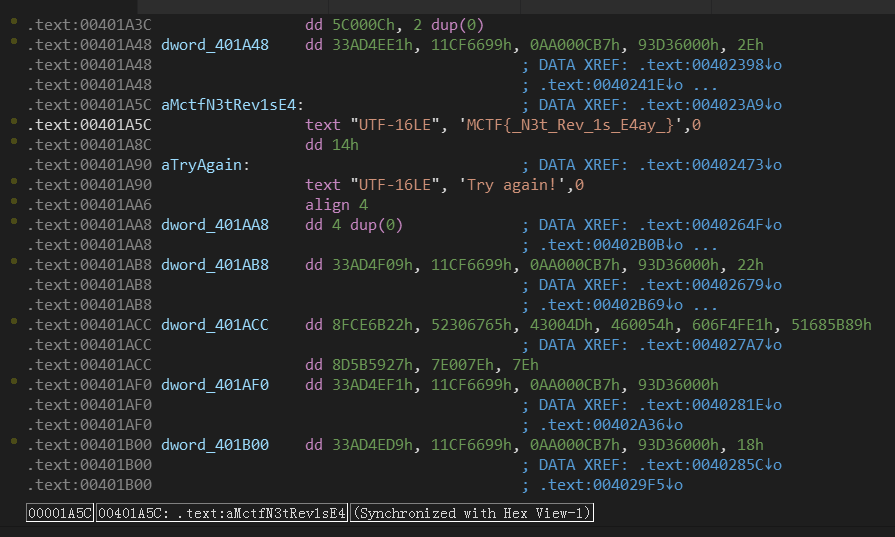 .text:00401A3C dd 5C000Ch, 2 dup(0)
.text:00401A48 dword_401A48 dd 33AD4EE1h, 11CF6699h, 0AA000CB7h, 93D36000h, 2Eh
.text:00401A48 ; DATA XREF: .text:00402398↓o
.text:00401A48 ; .text:0040241E↓o ...
.text:00401A5C aMctfN3tRev1sE4: ; DATA XREF: .text:004023A9↓o
.text:00401A5C text "UTF-16LE", 'MCTF{_N3t_Rev_1s_E4ay_}',0
.text:00401A8C dd 14h
.text:00401A90 aTryAgain: ; DATA XREF: .text:00402473↓o
.text:00401A90 text "UTF-16LE", 'Try again!',0
.text:00401AA6 align 4
.text:00401AA8 dword_401AA8 dd 4 dup(0) ; DATA XREF: .text:0040264F↓o
.text:00401AA8 ; .text:00402B0B↓o ...
.text:00401AB8 dword_401AB8 dd 33AD4F09h, 11CF6699h, 0AA000CB7h, 93D36000h, 22h
.text:00401AB8 ; DATA XREF: .text:00402679↓o
.text:00401AB8 ; .text:00402B69↓o ...
.text:00401ACC dword_401ACC dd 8FCE6B22h, 52306765h, 43004Dh, 460054h, 606F4FE1h, 51685B89h
.text:00401ACC ; DATA XREF: .text:004027A7↓o
.text:00401ACC dd 8D5B5927h, 7E007Eh, 7Eh
.text:00401AF0 dword_401AF0 dd 33AD4EF1h, 11CF6699h, 0AA000CB7h, 93D36000h
.text:00401AF0 ; DATA XREF: .text:0040281E↓o
.text:00401AF0 ; .text:00402A36↓o
.text:00401B00 dword_401B00 dd 33AD4ED9h, 11CF6699h, 0AA000CB7h, 93D36000h, 18h
.text:00401B00 ; DATA XREF: .text:0040285C↓o
.text:00401B00 ; .text:004029F5↓o
00001A5C 00401A5C: .text:aMctfN3tRev1sE4 (Synchronized with Hex View-1)